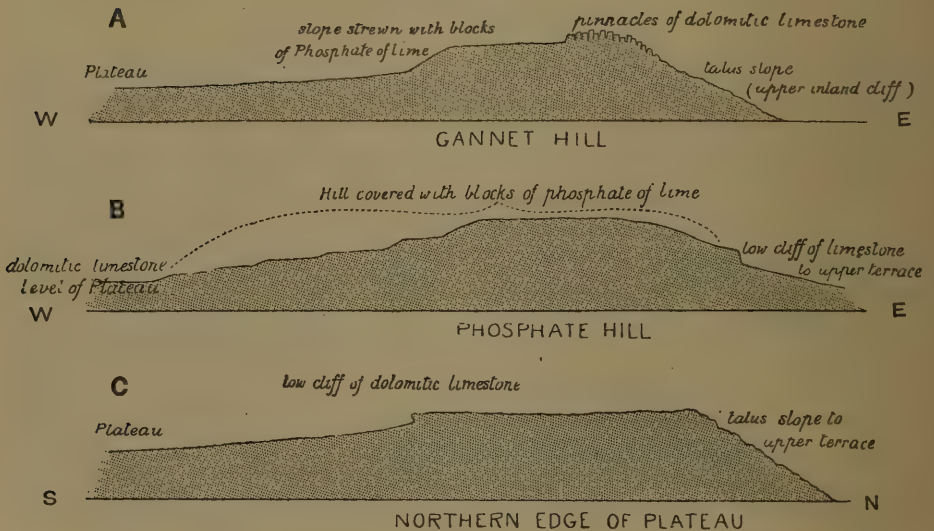 A
slope strewn with blocks
of Phosphate of lime
pinnacles of dolomitic limestone
Plateau
talus slope
(upper inland cliff)
W
E
GANNET HILL
B
Hill covered with blocks of phosphate of lime
dolomitic limestone
level of Plateau
low cliff of limestone
to upper terrace
W
E
PHOSPHATE HILL
C
low cliff of dolomitic limestone
Plateau
talus slope to
upper terrace
S
N
NORTHERN EDGE OF PLATEAU